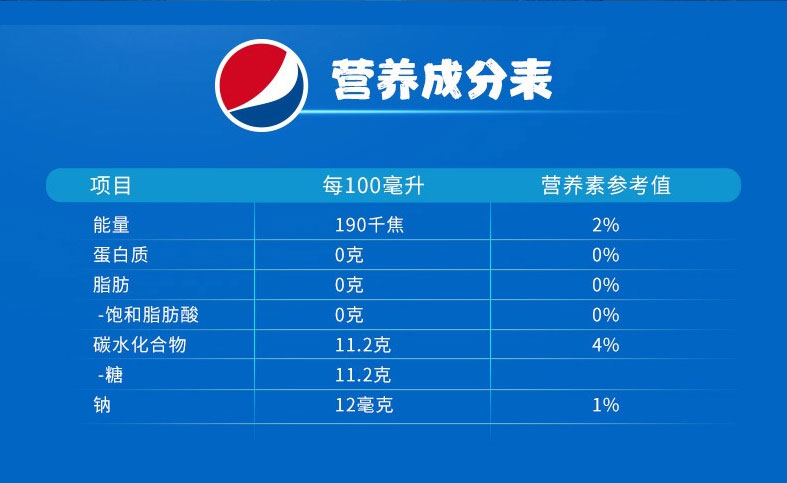 营养成分表
项目 每100毫升 营养素参考值
能量 190千焦 2%
蛋白质 0克 0%
脂肪 0克 0%
-饱和脂肪酸 0克 0%
碳水化合物 11.2克 4%
-糖 11.2克
钠 12毫克 1%